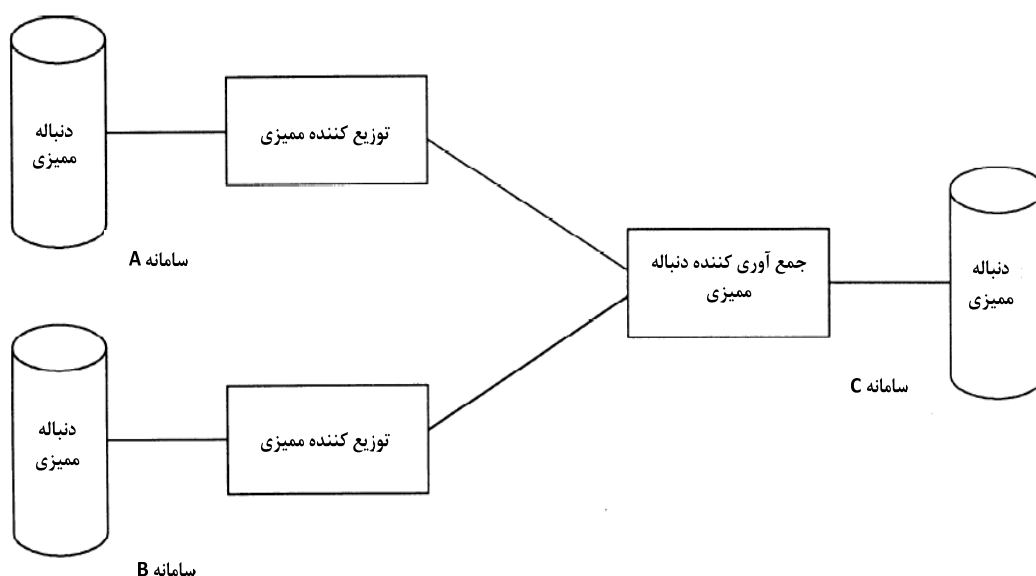 دنباله
ممیزی
توزیع کننده ممیزی
سامانه A
جمع آوری کننده دنباله
ممیزی
دنباله
ممیزی
سامانه C
دنباله
ممیزی
توزیع کننده ممیزی
سامانه B